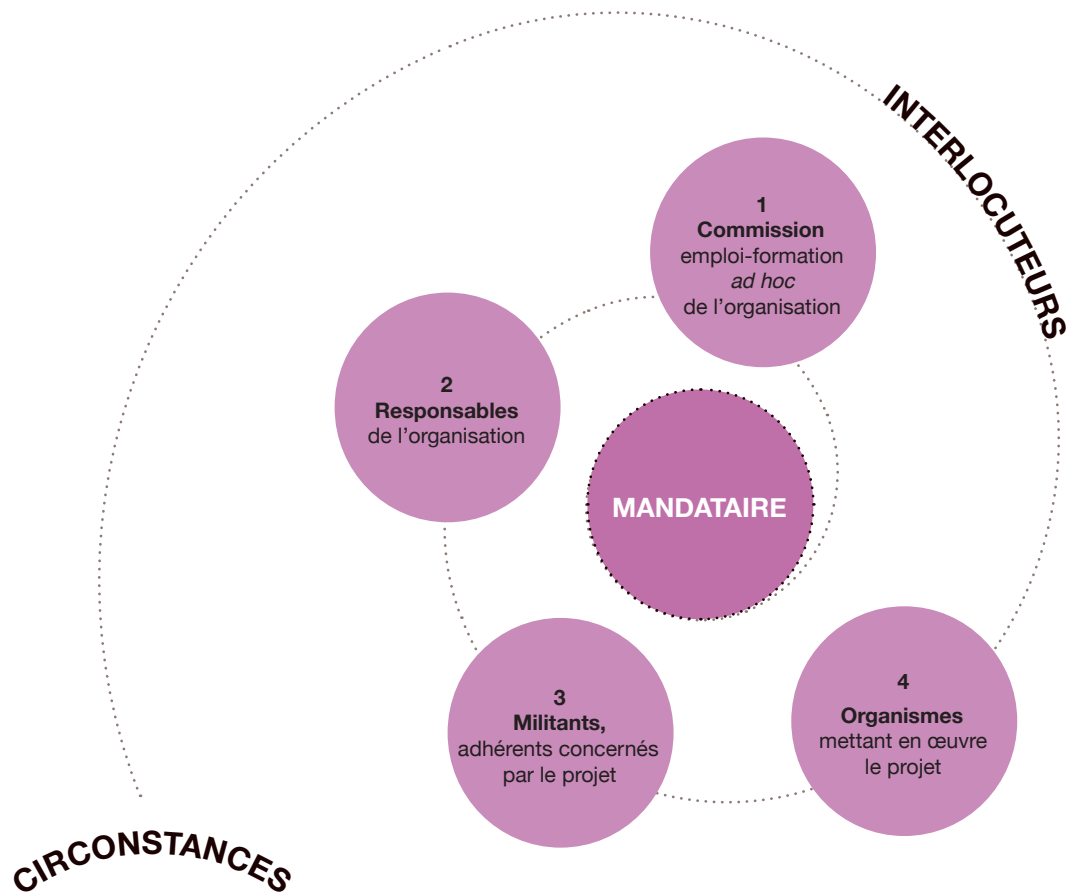 INTERLOCUTEURS
1
Commission
emploi-formation
ad hoc
de l’organisation
2
Responsables
de l’organisation
MANDATAIRE
3
Militants,
adhérents concernés
par le projet
4
Organismes
mettant en œuvre
le projet
CIRCONSTANCES